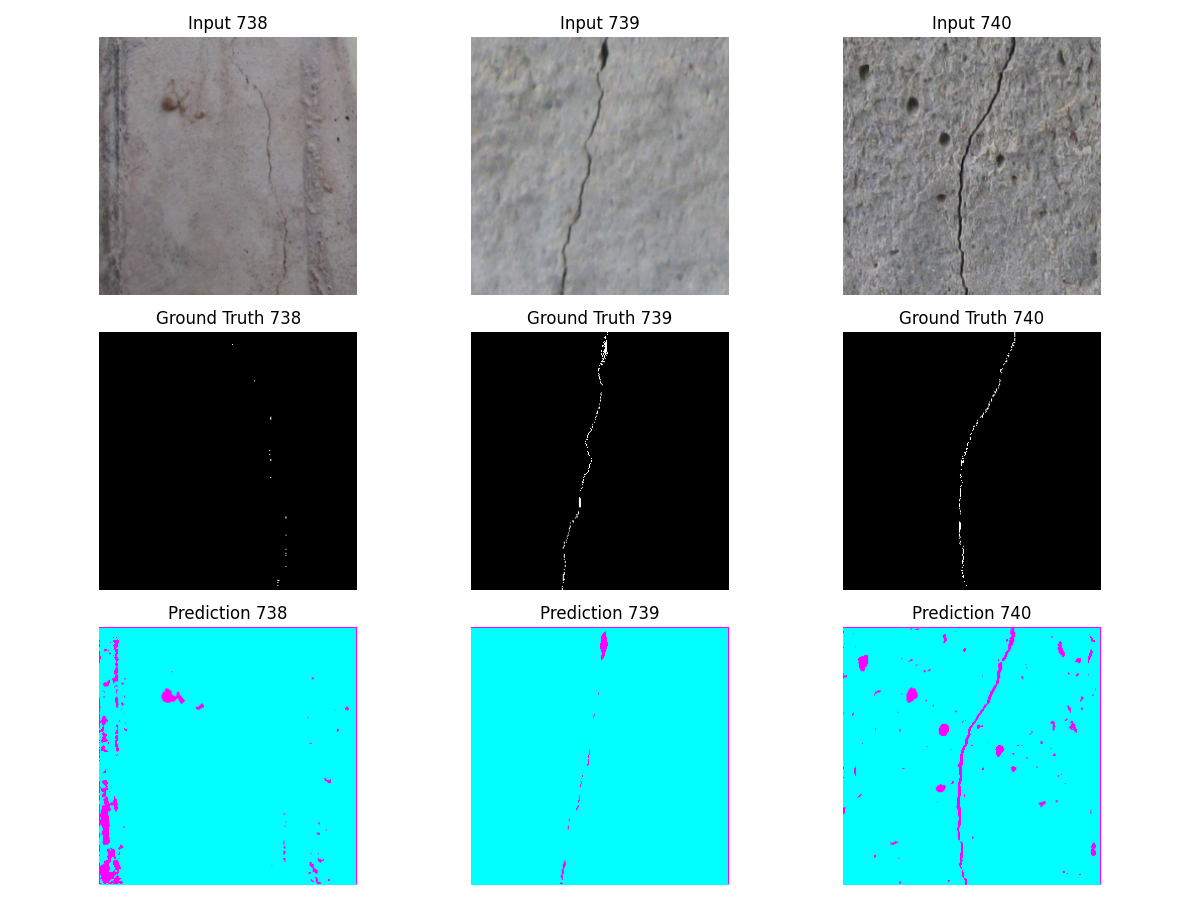 Input 738
Input 739
Input 740
Ground Truth 738
Ground Truth 739
Ground Truth 740
Prediction 738
Prediction 739
Prediction 740